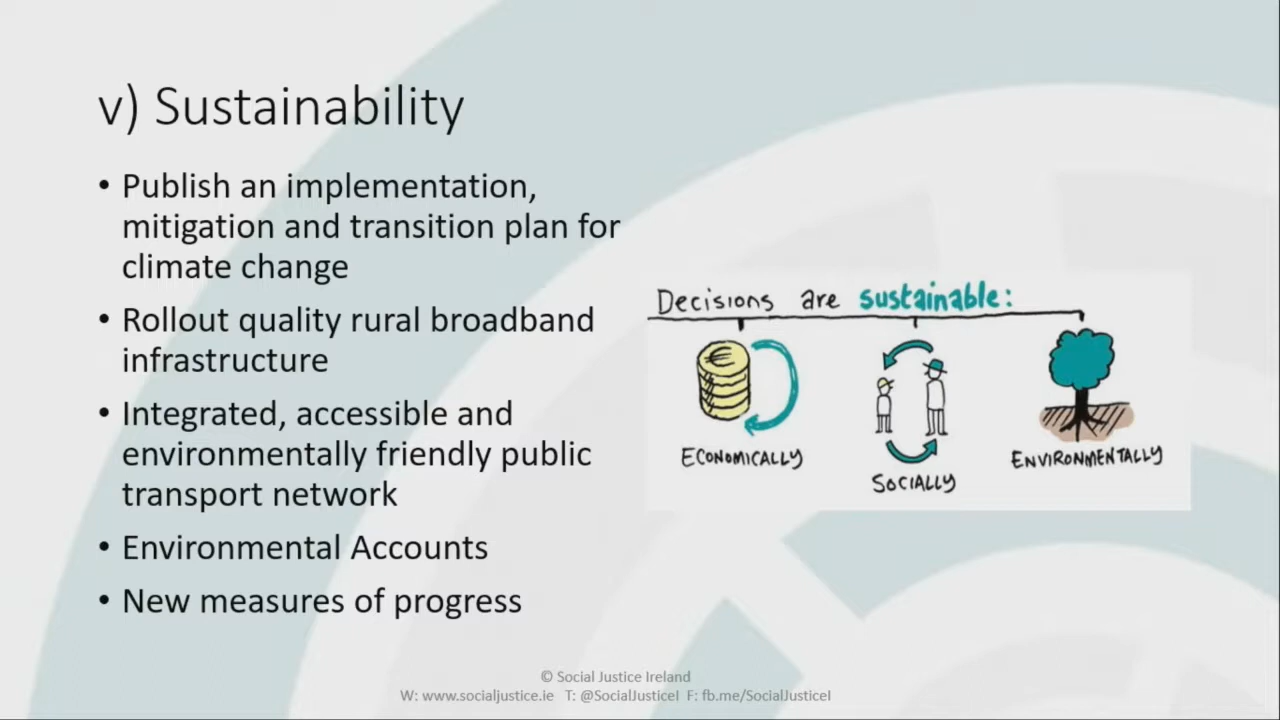 v) Sustainability
• Publish an implementation,
mitigation and transition plan for
climate change
• Rollout quality rural broadband
infrastructure
• Integrated, accessible and
environmentally friendly public
transport network
• Environmental Accounts
• New measures of progress
Decisions are sustainable:
ECONOMICALLY
SOCIALLY
ENVIRONMENTALLY
© Social Justice Ireland
W: www.socialjustice.ie T: @SocialJusticeI F: fb.me/SocialJusticeI